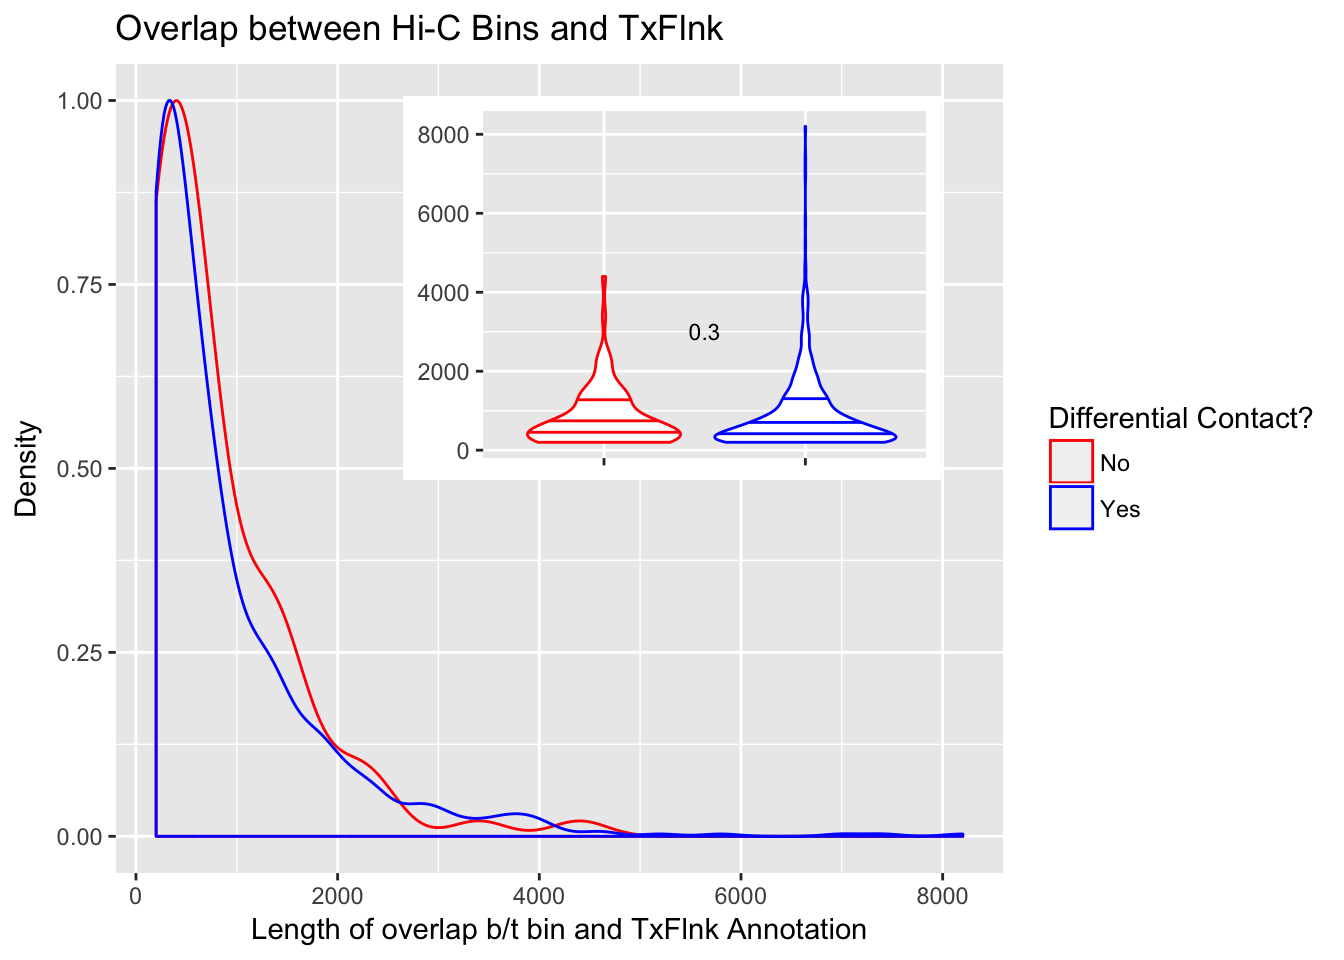 Overlap between Hi-C Bins and TxFlnk
1.00
0.75
0.50
0.25
0.00
Density
8000
6000
4000
2000
0
0.3
Differential Contact?
No
Yes
0 2000 4000 6000 8000
Length of overlap b/t bin and TxFlnk Annotation